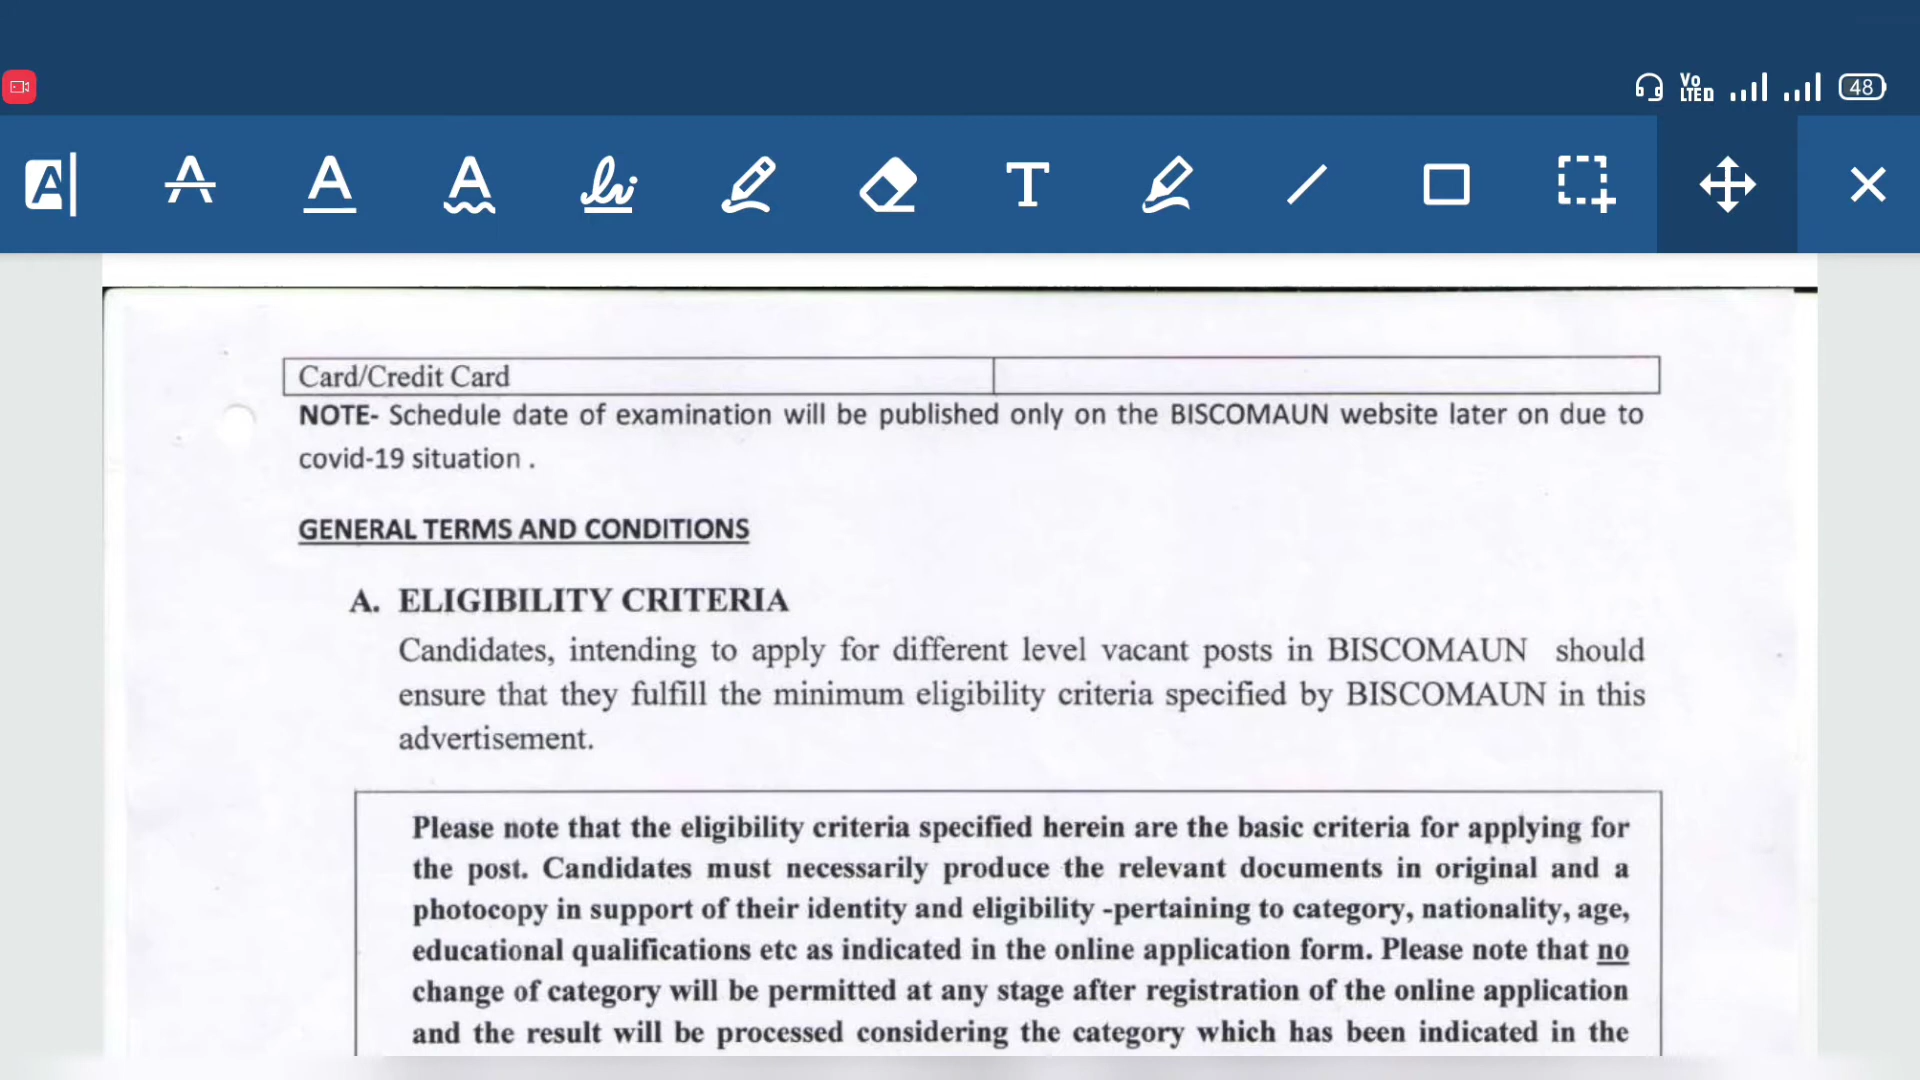 Vo
LTED
48
A
A
A
A
T
Card/Credit Card
NOTE- Schedule date of examination will be published only on the BISCOMAUN website later on due to
covid-19 situation .
GENERAL TERMS AND CONDITIONS
A. ELIGIBILITY CRITERIA
Candidates, intending to apply for different level vacant posts in BISCOMAUN should
ensure that they fulfill the minimum eligibility criteria specified by BISCOMAUN in this
advertisement.
Please note that the eligibility criteria specified herein are the basic criteria for applying for
the post. Candidates must necessarily produce the relevant documents in original and a
photocopy in support of their identity and eligibility -pertaining to category, nationality, age,
educational qualifications etc as indicated in the online application form. Please note that no
change of category will be permitted at any stage after registration of the online application
and the result will be processed considering the category which has been indicated in the